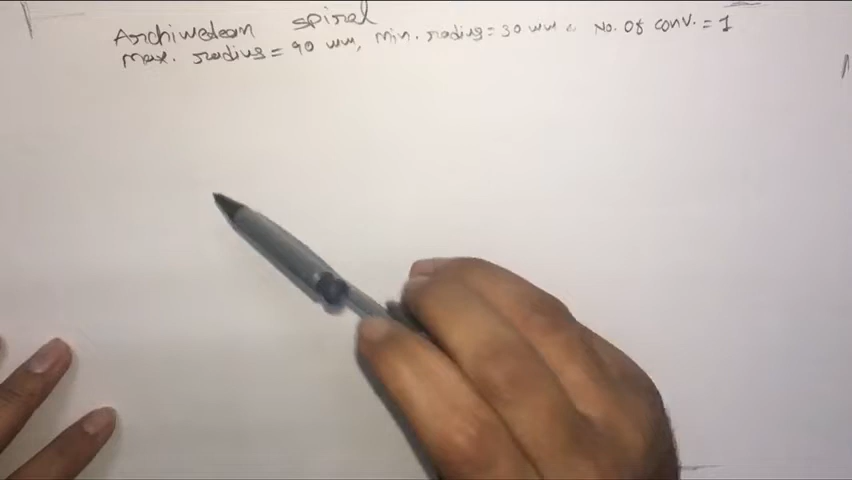 Archimedean spiral
Max. radius = 90 mm, Min. radius = 30 mm & No. Of conv. = 1